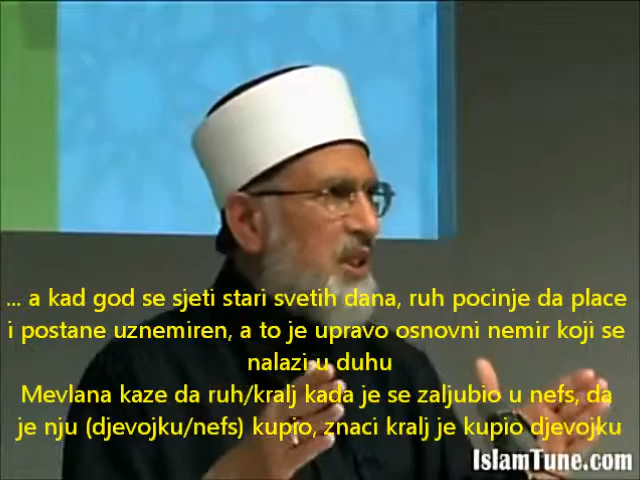 ... a kad god se sjeti stari svetih dana, ruh pocinje da place
i postane uznemiren, a to je upravo osnovni nemir koji se
nalazi u duhu
Mevlana kaze da ruh/kralj kada je se zaljubio u nefs, da
je nju (djevojku/nefs) kupio, znaci kralj je kupio djevojku
IslamTune.com